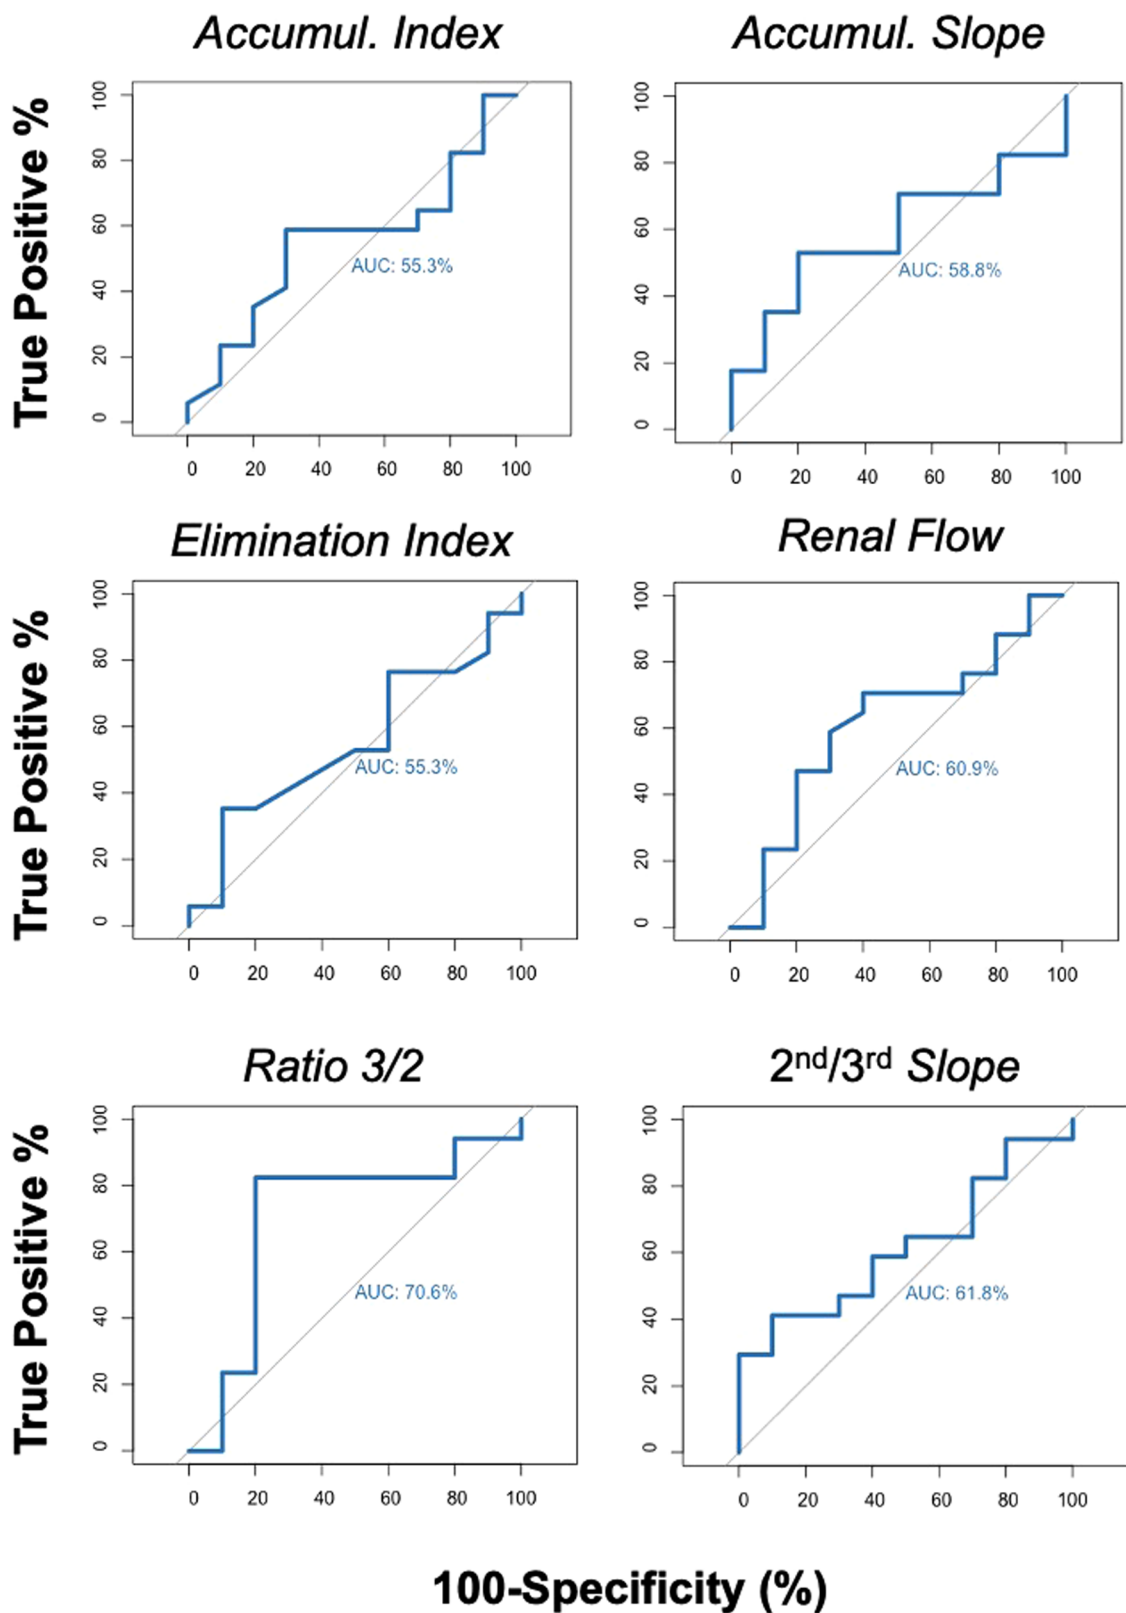 Accumul. Index
True Positive %
100
80
60
40
20
0
AUC: 55.3%
0 20 40 60 80 100
Accumul. Slope
100
80
60
40
20
0
AUC: 58.8%
0 20 40 60 80 100
Elimination Index
True Positive %
100
80
60
40
20
0
AUC: 55.3%
0 20 40 60 80 100
Renal Flow
100
80
60
40
20
0
AUC: 60.9%
0 20 40 60 80 100
Ratio 3/2
True Positive %
100
80
60
40
20
0
AUC: 70.6%
0 20 40 60 80 100
2nd/3rd Slope
100
80
60
40
20
0
AUC: 61.8%
0 20 40 60 80 100
100-Specificity (%)